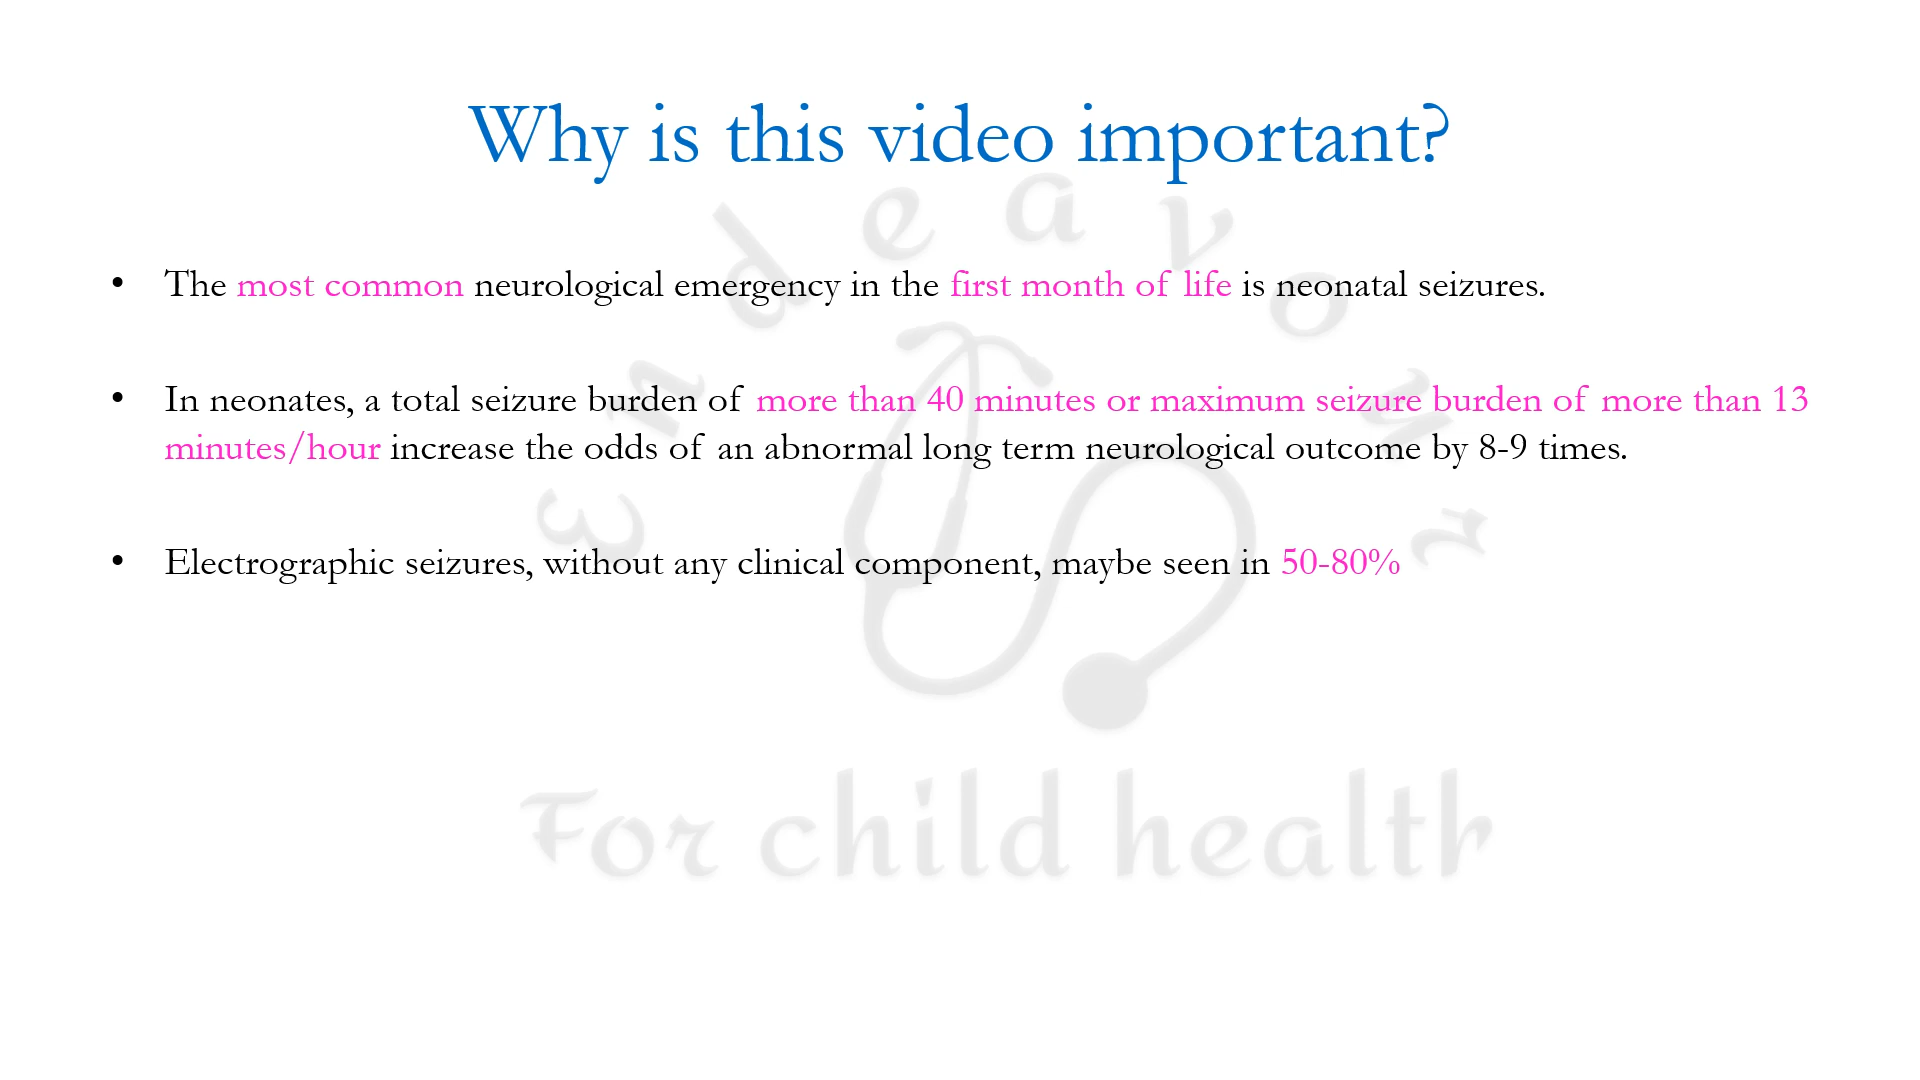 Why is this video important?
• The most common neurological emergency in the first month of life is neonatal seizures.
• In neonates, a total seizure burden of more than 40 minutes or maximum seizure burden of more than 13
minutes/hour increase the odds of an abnormal long term neurological outcome by 8-9 times.
• Electrographic seizures, without any clinical component, maybe seen in 50-80%
Endeavour
For child health